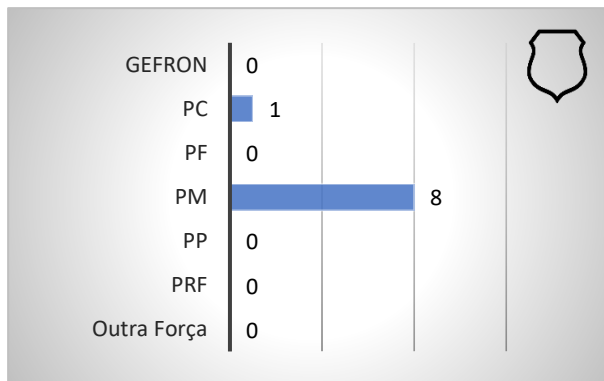 GEFRON 0
PC 1
PF 0
PM 8
PP 0
PRF 0
Outra Força 0